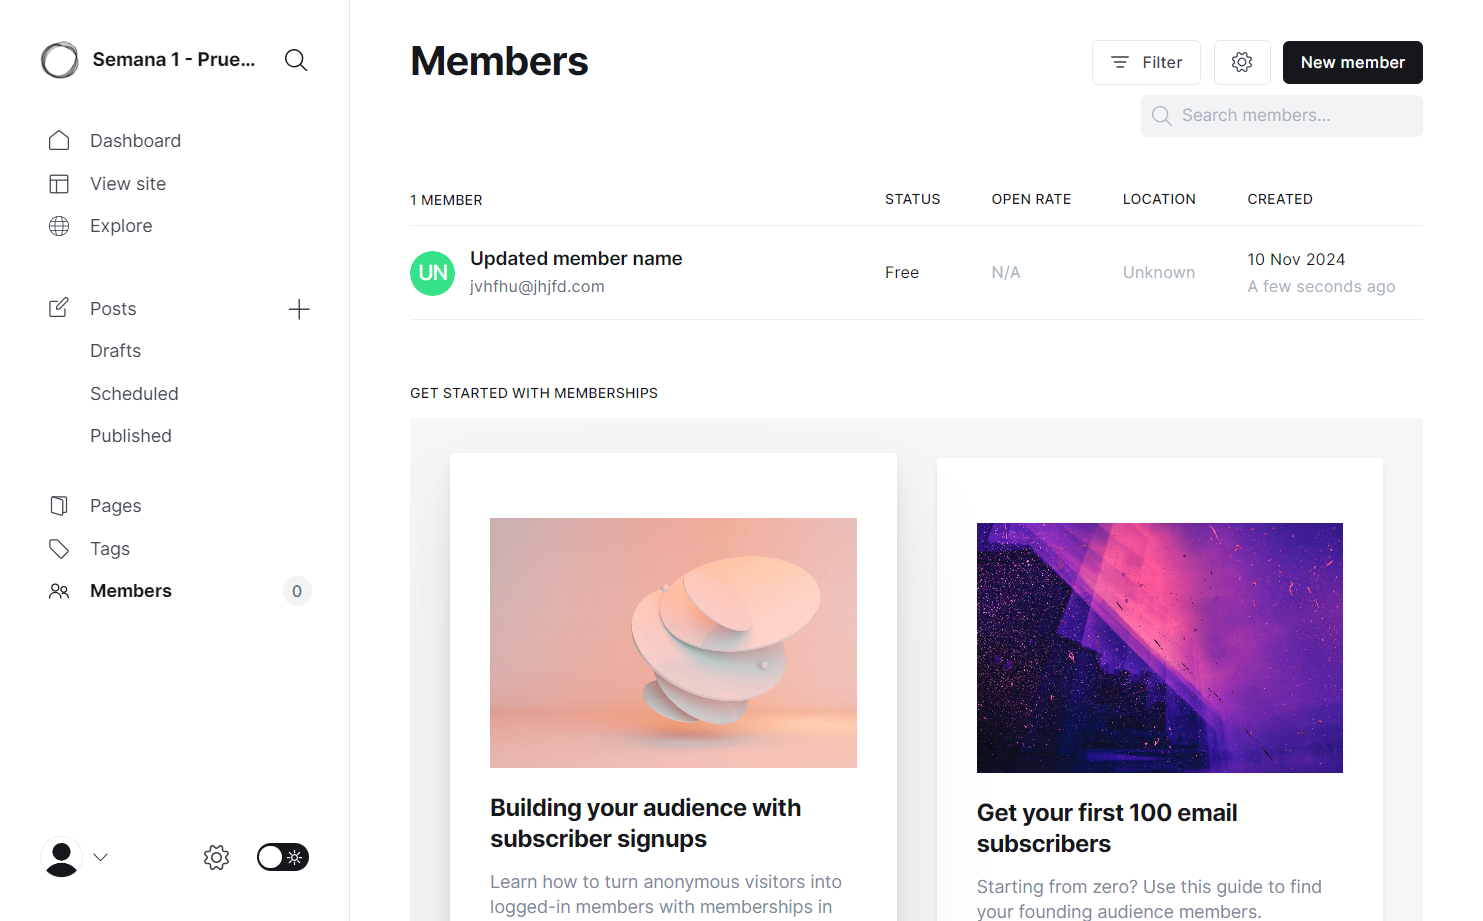 Semana 1 - Prue...
Dashboard
View site
Explore
Posts
Drafts
Scheduled
Published
Pages
Tags
Members
0
Members
Filter
New member
Search members...
1 MEMBER
STATUS
OPEN RATE
LOCATION
CREATED
UN
Updated member name
jvhfhu@jhjfd.com
Free
N/A
Unknown
10 Nov 2024
A few seconds ago
GET STARTED WITH MEMBERSHIPS
Building your audience with
subscriber signups
Learn how to turn anonymous visitors into
logged-in members with memberships in
Get your first 100 email
subscribers
Starting from zero? Use this guide to find
your founding audience members.